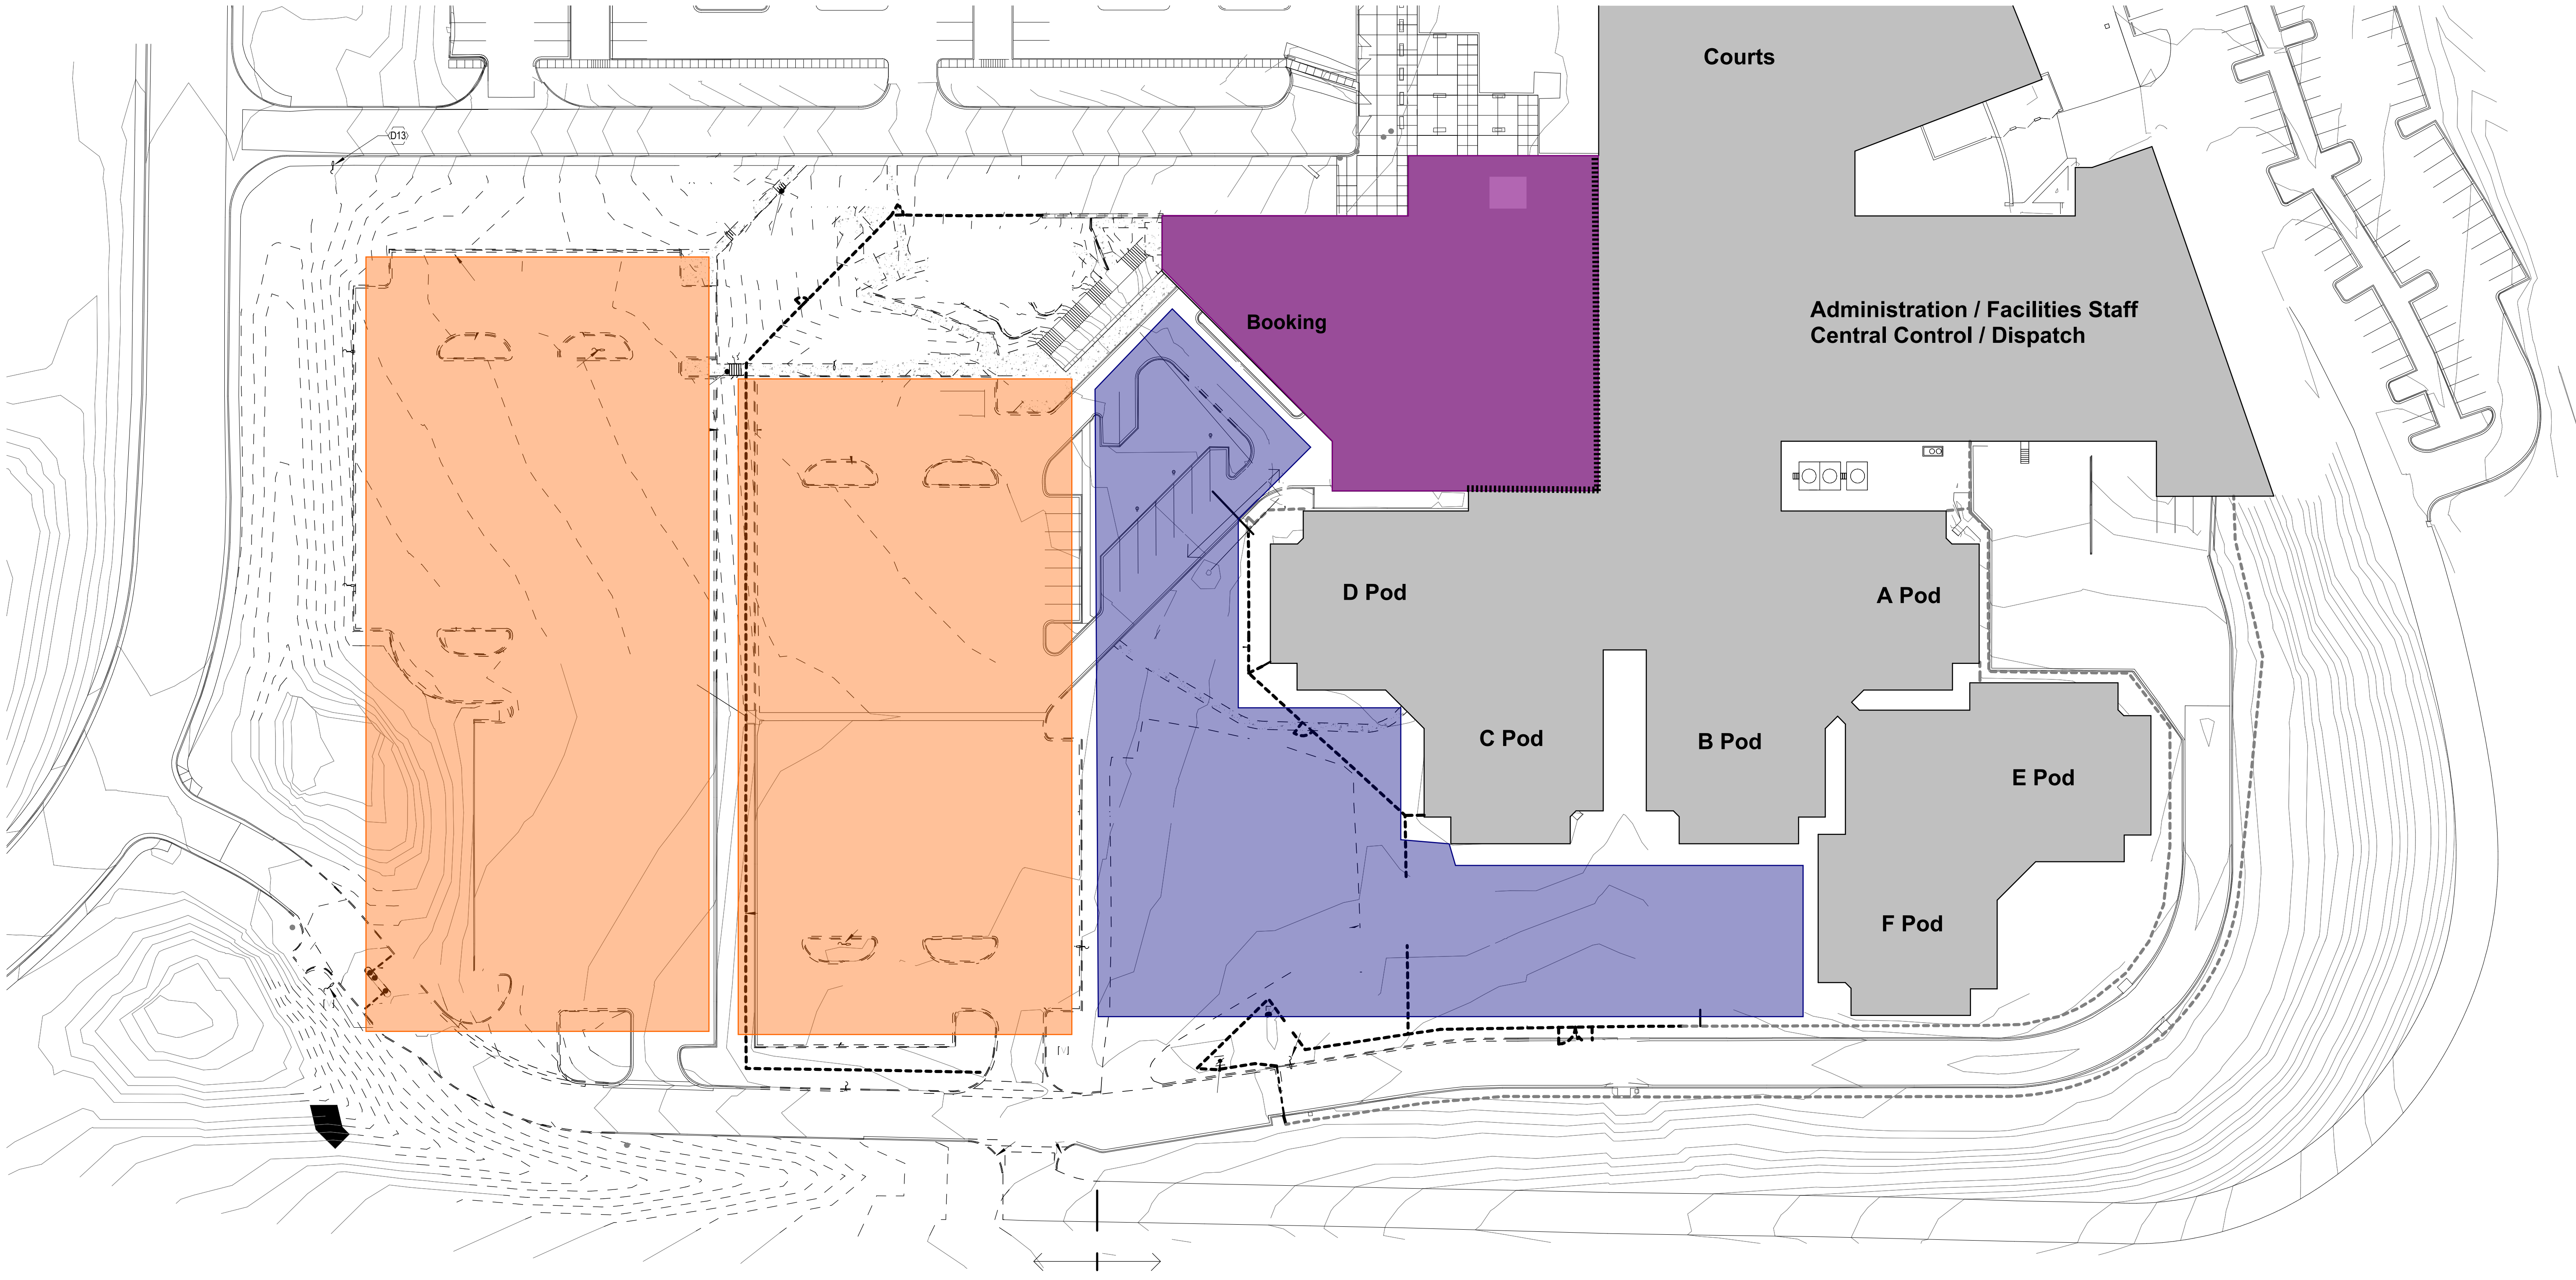 Courts
D13
Administration / Facilities Staff
Central Control / Dispatch
Booking
D Pod
A Pod
C Pod
B Pod
E Pod
F Pod